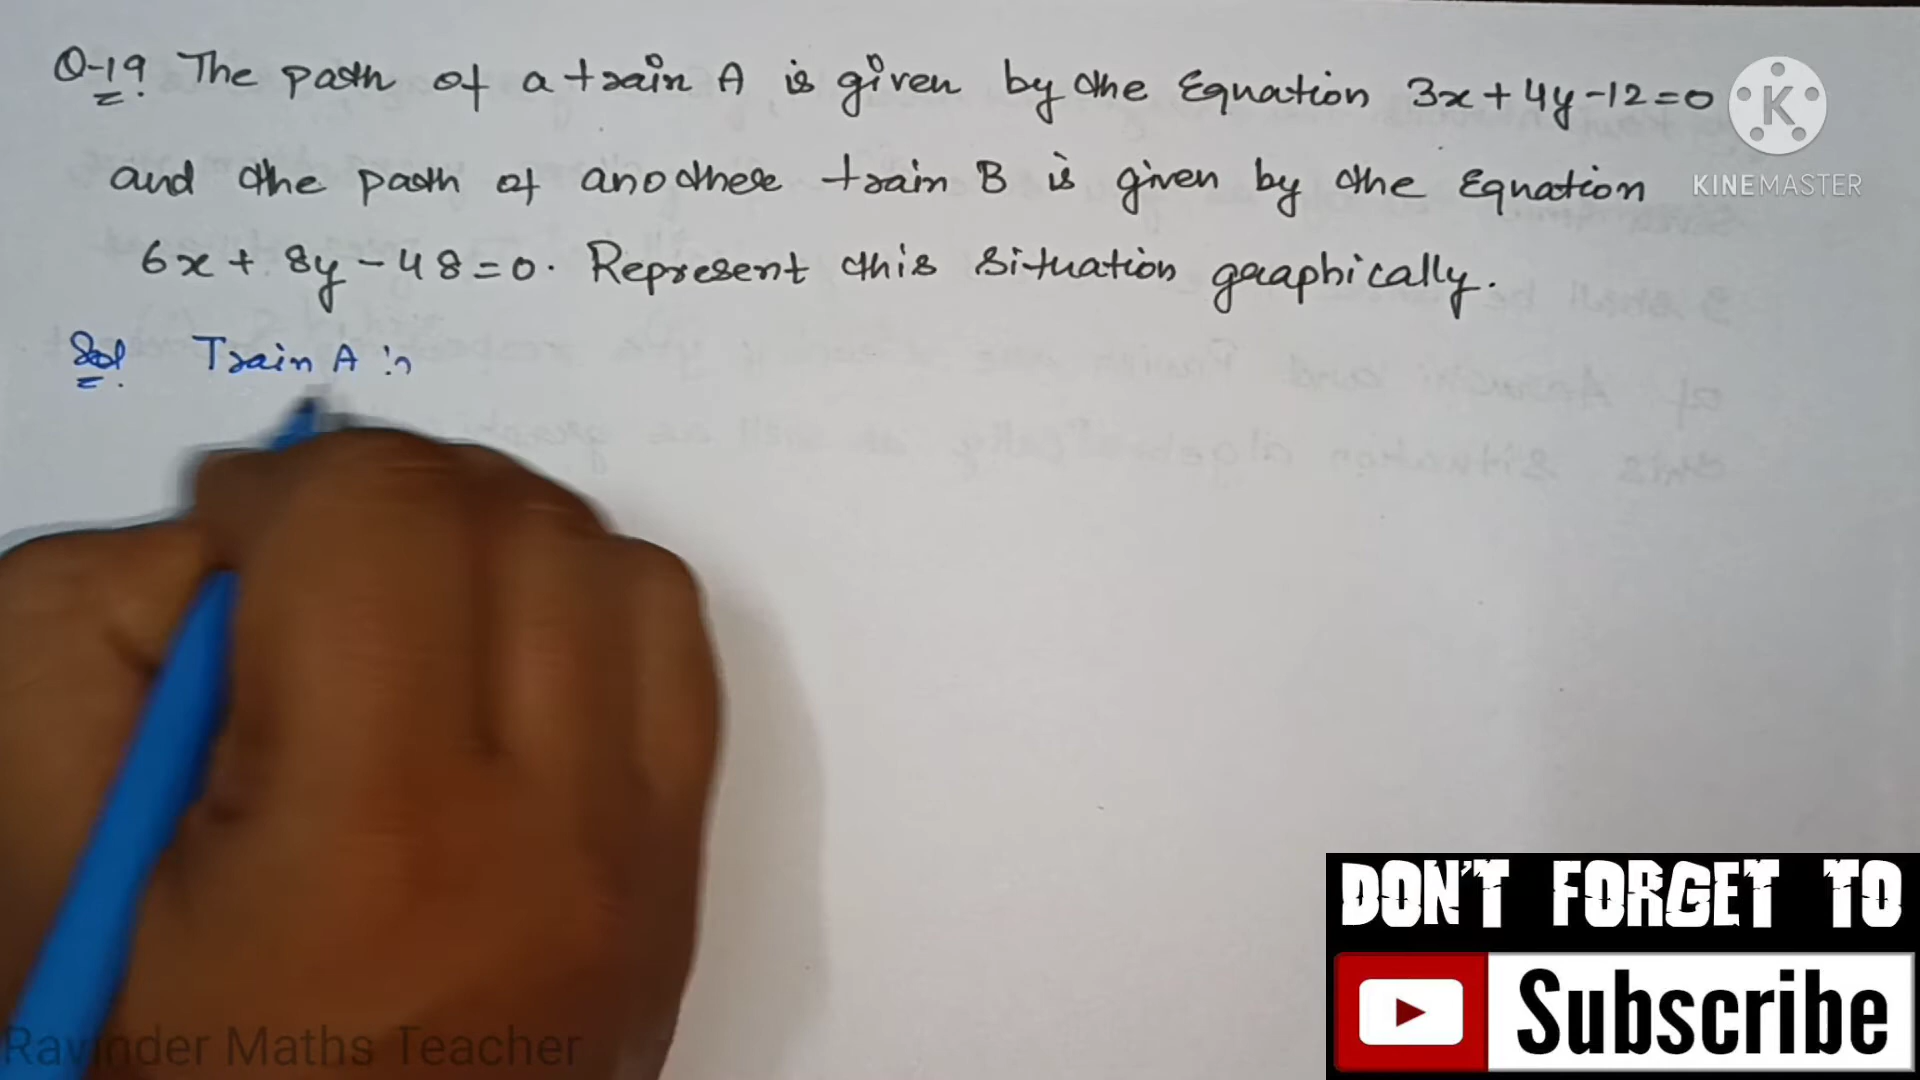 Q-19. The path of a train A is given by the Equation 3x+4y-12=0
KINEMASTER
and the path of another train B is given by the Equation
6x+8y-48=0. Represent this situation graphically.
Sol. Train A :
DON'T FORGET TO
Subscribe
Ravinder Maths Teacher